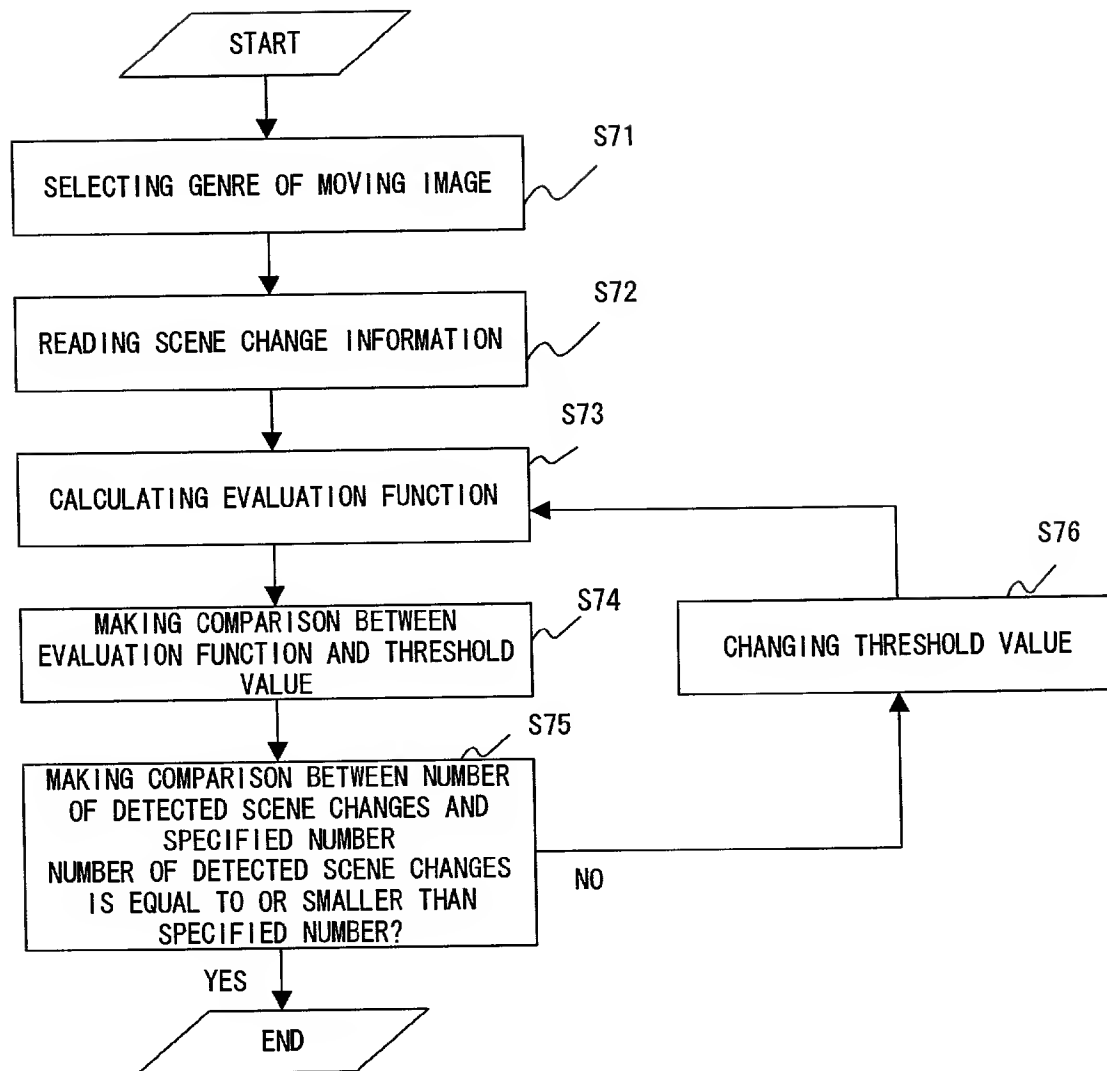 START
S71
SELECTING GENRE OF MOVING IMAGE
S72
READING SCENE CHANGE INFORMATION
S73
CALCULATING EVALUATION FUNCTION
S74
MAKING COMPARISON BETWEEN
EVALUATION FUNCTION AND THRESHOLD
VALUE
S75
MAKING COMPARISON BETWEEN NUMBER
OF DETECTED SCENE CHANGES AND
SPECIFIED NUMBER
NUMBER OF DETECTED SCENE CHANGES
IS EQUAL TO OR SMALLER THAN
SPECIFIED NUMBER?
NO
S76
CHANGING THRESHOLD VALUE
YES
END